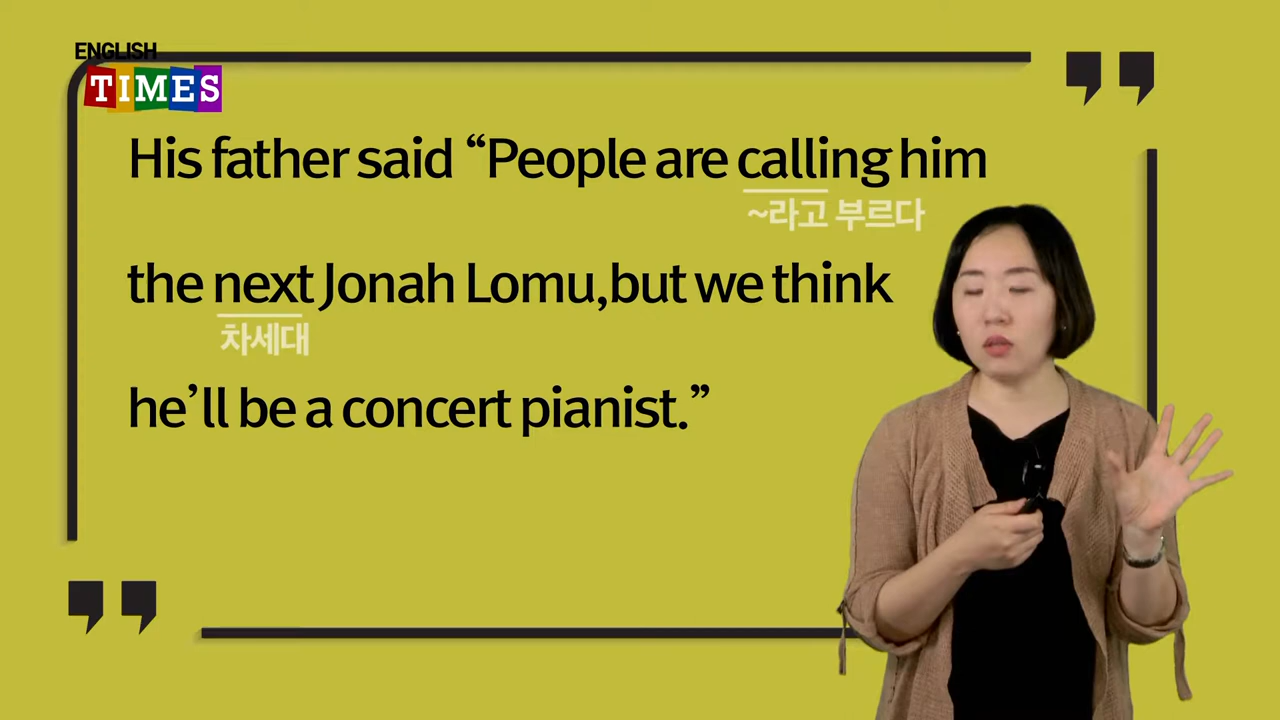 ENGLISH
TIMES
His father said “People are calling him
~라고 부르다
the next Jonah Lomu,but we think
차세대
he’ll be a concert pianist.”